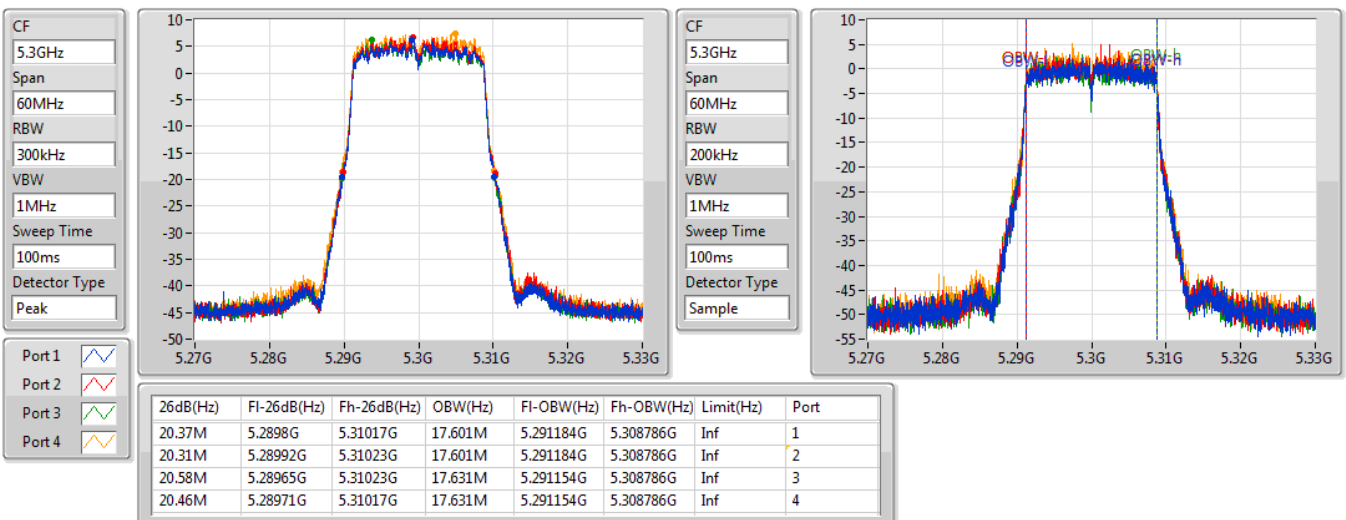 CF
5.3GHz
Span
60MHz
RBW
300kHz
VBW
1MHz
Sweep Time
100ms
Detector Type
Peak
10
5
0
-5
-10
-15
-20
-25
-30
-35
-40
-45
-50
5.27G 5.28G 5.29G 5.3G 5.31G 5.32G 5.33G
CF
5.3GHz
Span
60MHz
RBW
200kHz
VBW
1MHz
Sweep Time
100ms
Detector Type
Sample
10
5
0
-5
-10
-15
-20
-25
-30
-35
-40
-45
-50
-55
OBW-h
5.27G 5.28G 5.29G 5.3G 5.31G 5.32G 5.33G
Port 1
Port 2
Port 3
Port 4
26dB(Hz) Fl-26dB(Hz) Fh-26dB(Hz) OBW(Hz) Fl-OBW(Hz) Fh-OBW(Hz) Limit(Hz) Port
20.37M 5.2898G 5.31017G 17.601M 5.291184G 5.308786G Inf 1
20.31M 5.28992G 5.31023G 17.601M 5.291184G 5.308786G Inf 2
20.58M 5.28965G 5.31023G 17.631M 5.291154G 5.308786G Inf 3
20.46M 5.28971G 5.31017G 17.631M 5.291154G 5.308786G Inf 4